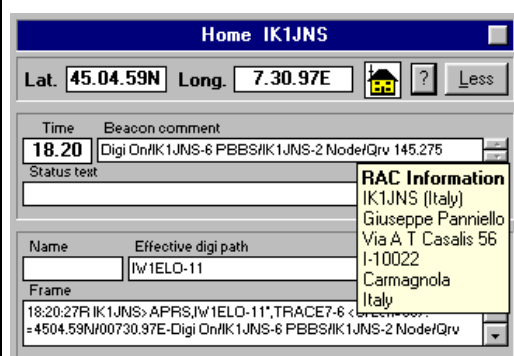 Home IK1JNS
Lat. 45.04.59N Long. 7.30.97E ? Less
Time Beacon comment
18.20 Digi On/IK1JNS-6 PBBS/IK1JNS-2 Node/Qrv 145.275
Status text
RAC Information
IK1JNS (Italy)
Giuseppe Panniello
Via A T Casalis 56
I-10022
Carmagnola
Italy
Name Effective digi path
IW1ELO-11
Frame
18:20:27R IK1JNS>APRS,IW1ELO-11*,TRACE7-6
=4504.59N/00730.97E-Digi On/IK1JNS-6 PBBS/IK1JNS-2 Node/Qrv